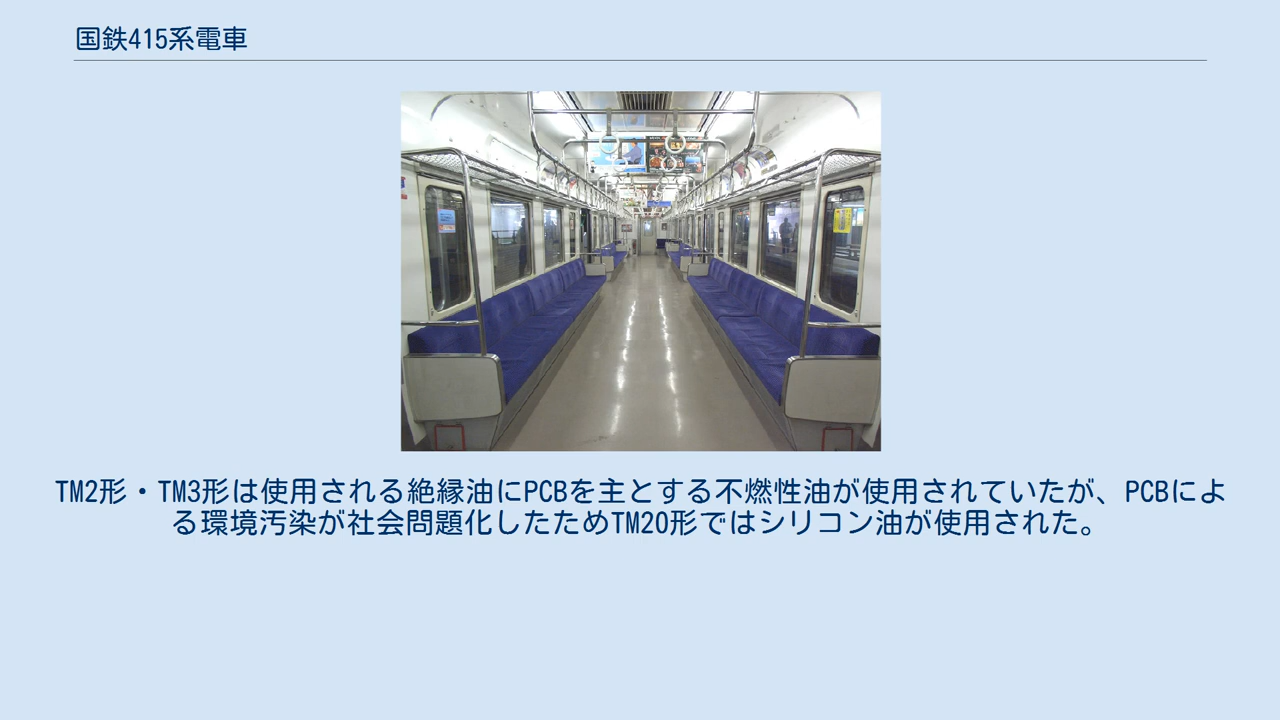 国鉄415系電車
TM2形・TM3形は使用される絶縁油にPCBを主とする不燃性油が使用されていたが、PCBによ
る環境汚染が社会問題化したためTM20形ではシリコン油が使用された。